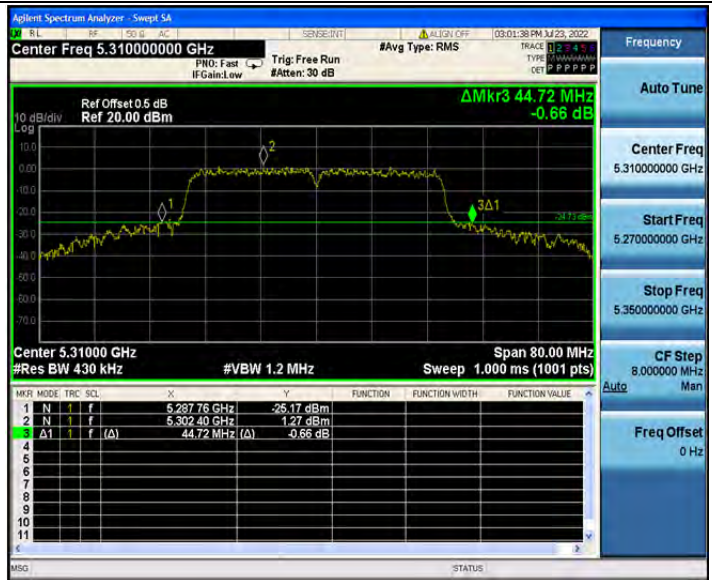 Agilent Spectrum Analyzer - Swept SA
RL RF 50 Ω AC SENSE:INT ALIGN OFF 03:01:38 PM Jul 23, 2022
Center Freq 5.310000000 GHz #Avg Type: RMS TRACE 1 2 3 4 5 6
PNO: Fast Trig: Free Run TYPE M
IFGain:Low #Atten: 30 dB DET P P P P P P
ΔMkr3 44.72 MHz
-0.66 dB
Ref Offset 0.5 dB
10 dB/div Ref 20.00 dBm
Log
10.0
0.00
-10.0
-20.0
-30.0
-40.0
-50.0
-60.0
-70.0
1
2
3Δ1
-24.73 dBm
Center 5.31000 GHz Span 80.00 MHz
#Res BW 430 kHz #VBW 1.2 MHz Sweep 1.000 ms (1001 pts)
MKR MODE TRC SCL X Y FUNCTION FUNCTION WIDTH FUNCTION VALUE
1 N 1 f 5.287 76 GHz -25.17 dBm
2 N 1 f 5.302 40 GHz 1.27 dBm
3 Δ1 1 f (Δ) 44.72 MHz (Δ) -0.66 dB
4
5
6
7
8
9
10
11
MSG STATUS
Frequency
Auto Tune
Center Freq
5.310000000 GHz
Start Freq
5.270000000 GHz
Stop Freq
5.350000000 GHz
CF Step
8.000000 MHz
Auto Man
Freq Offset
0 Hz